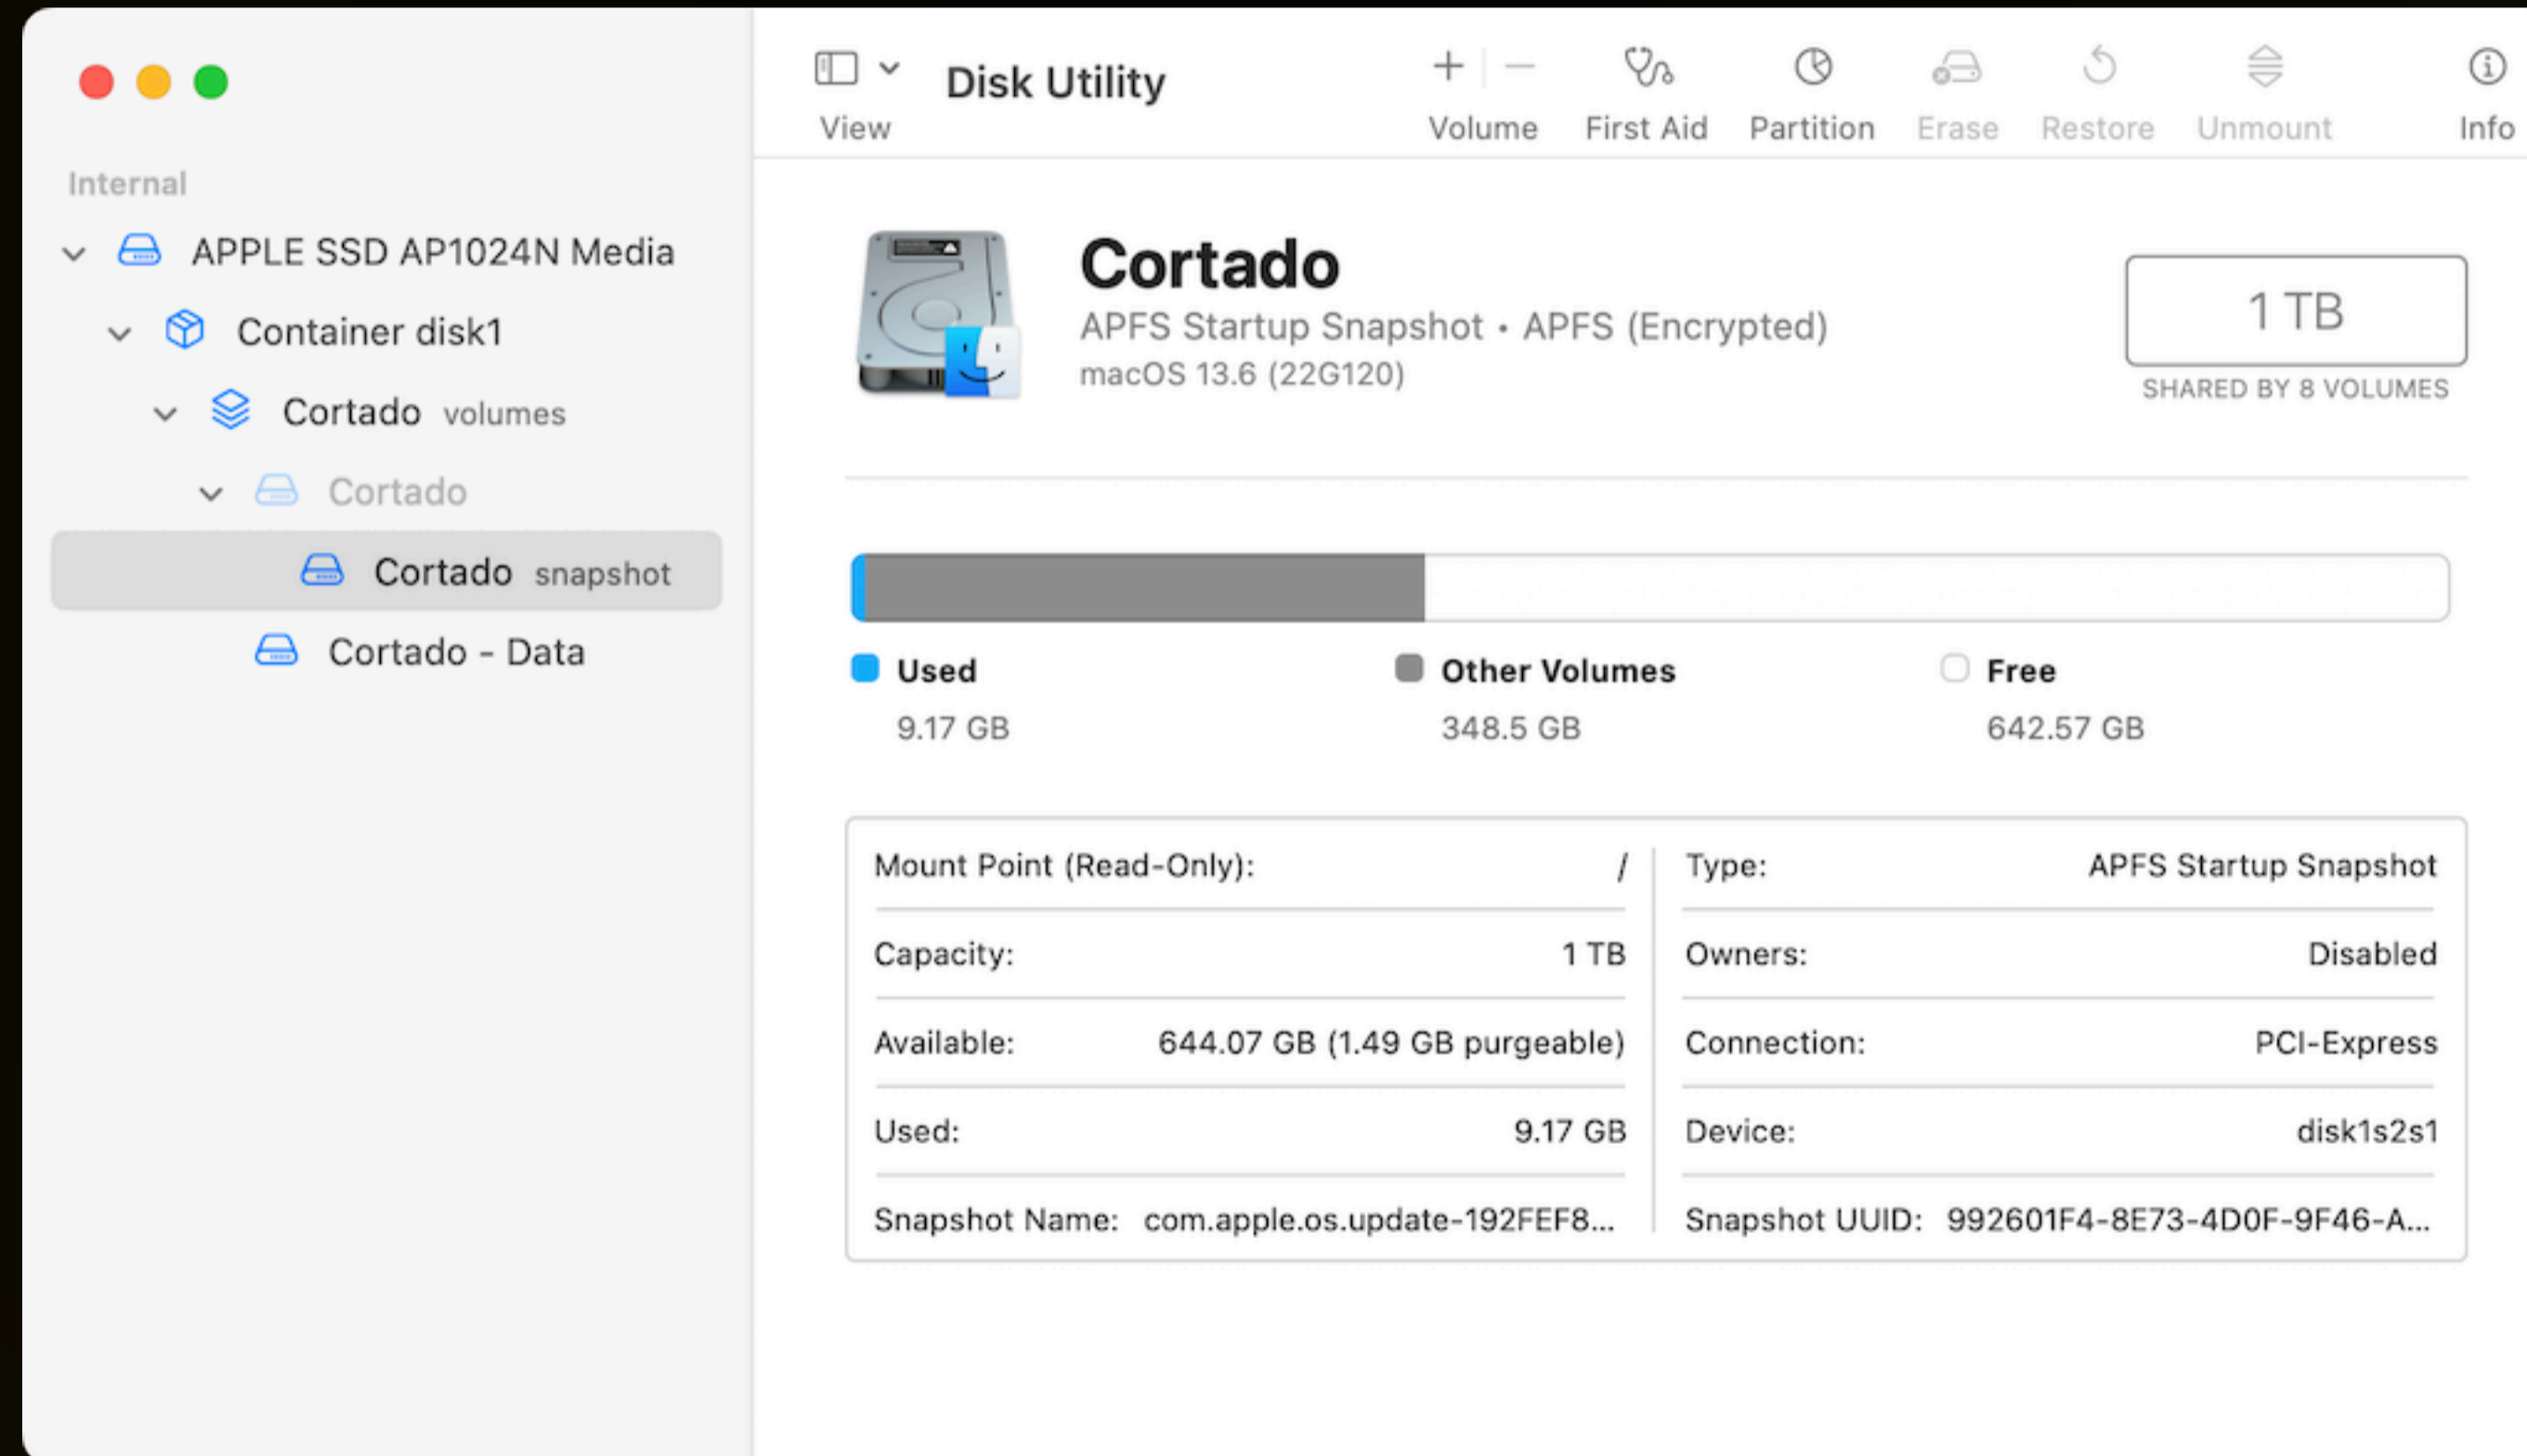 View
Disk Utility
Volume
First Aid
Partition
Erase
Restore
Unmount
Info
Internal
APPLE SSD AP1024N Media
Container disk1
Cortado volumes
Cortado
Cortado snapshot
Cortado - Data
Cortado
APFS Startup Snapshot • APFS (Encrypted)
macOS 13.6 (22G120)
1 TB
SHARED BY 8 VOLUMES
Used
9.17 GB
Other Volumes
348.5 GB
Free
642.57 GB
Mount Point (Read-Only): /
Capacity: 1 TB
Available: 644.07 GB (1.49 GB purgeable)
Used: 9.17 GB
Snapshot Name: com.apple.os.update-192FEF8...
Type: APFS Startup Snapshot
Owners: Disabled
Connection: PCI-Express
Device: disk1s2s1
Snapshot UUID: 992601F4-8E73-4D0F-9F46-A...